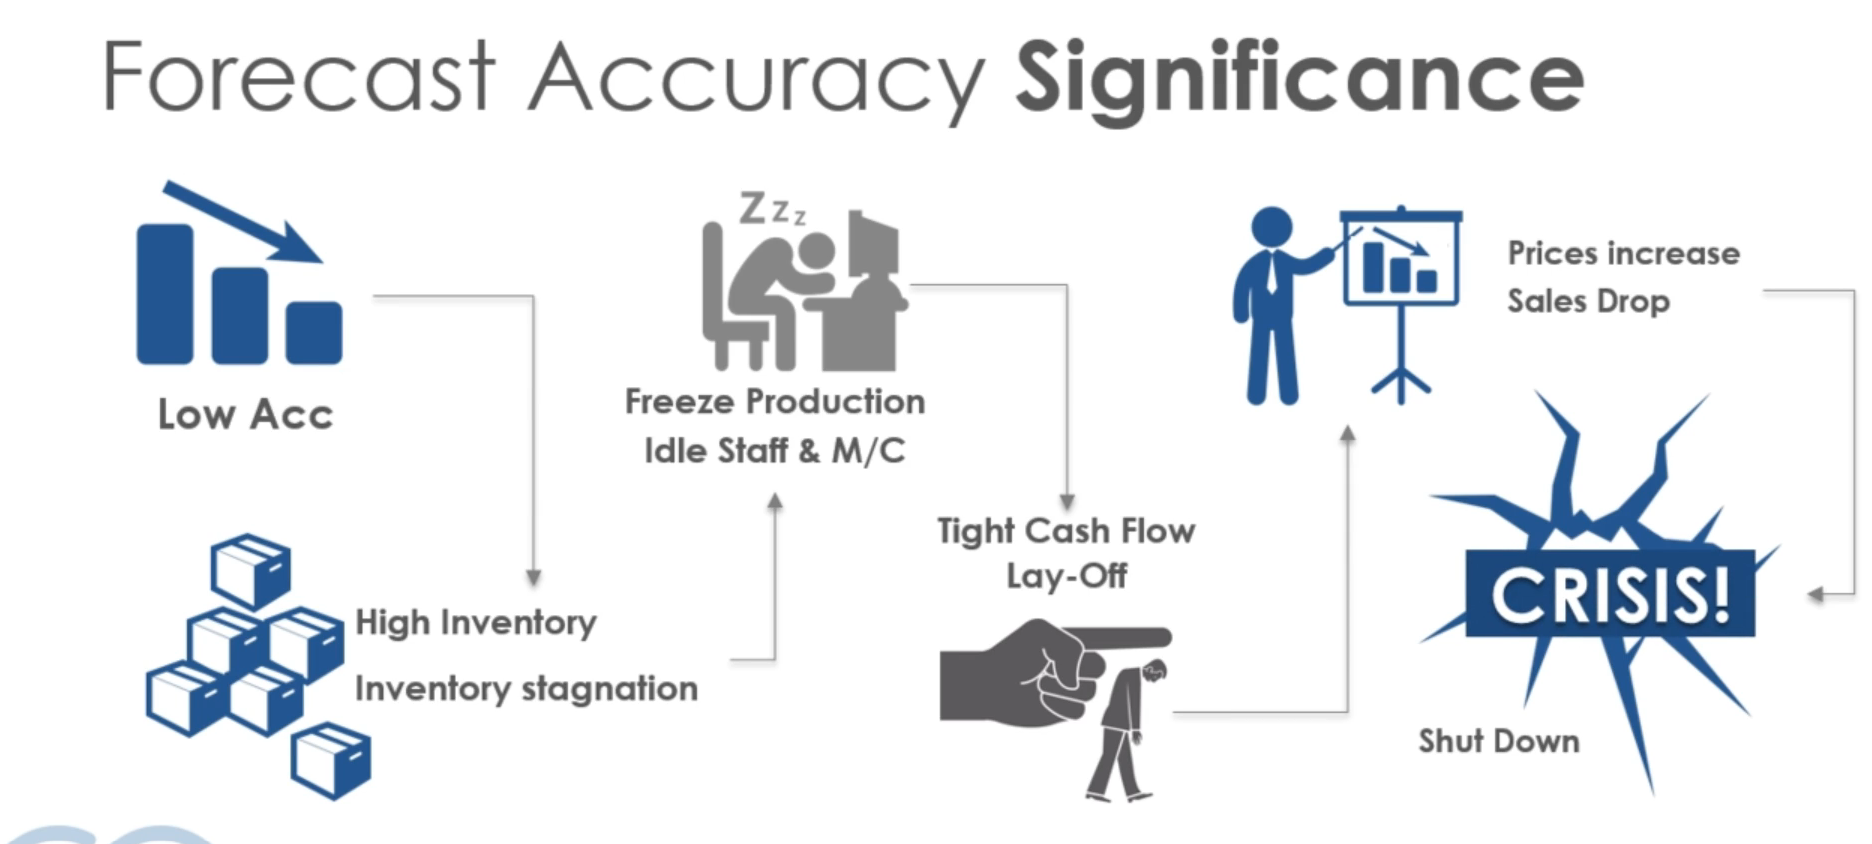 Forecast Accuracy Significance
Low Acc
High Inventory
Inventory stagnation
Zzz
Freeze Production
Idle Staff & M/C
Tight Cash Flow
Lay-Off
Prices increase
Sales Drop
CRISIS!
Shut Down